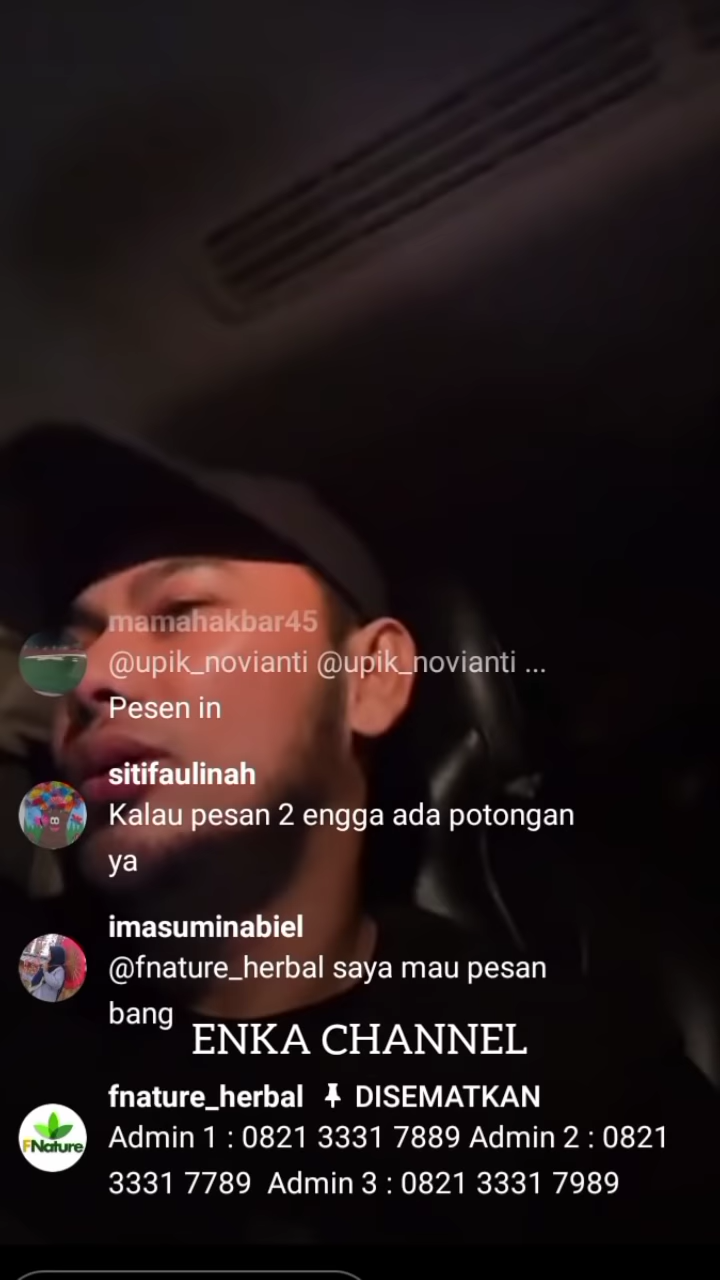 mamahakbar45
@upik_novianti @upik_novianti ...
Pesen in
sitifaulinah
Kalau pesan 2 engga ada potongan
ya
imasuminabiel
@fnature_herbal saya mau pesan
bang
ENKA CHANNEL
fnature_herbal DISEMATKAN
FNature
Admin 1 : 0821 3331 7889 Admin 2 : 0821
3331 7789 Admin 3 : 0821 3331 7989